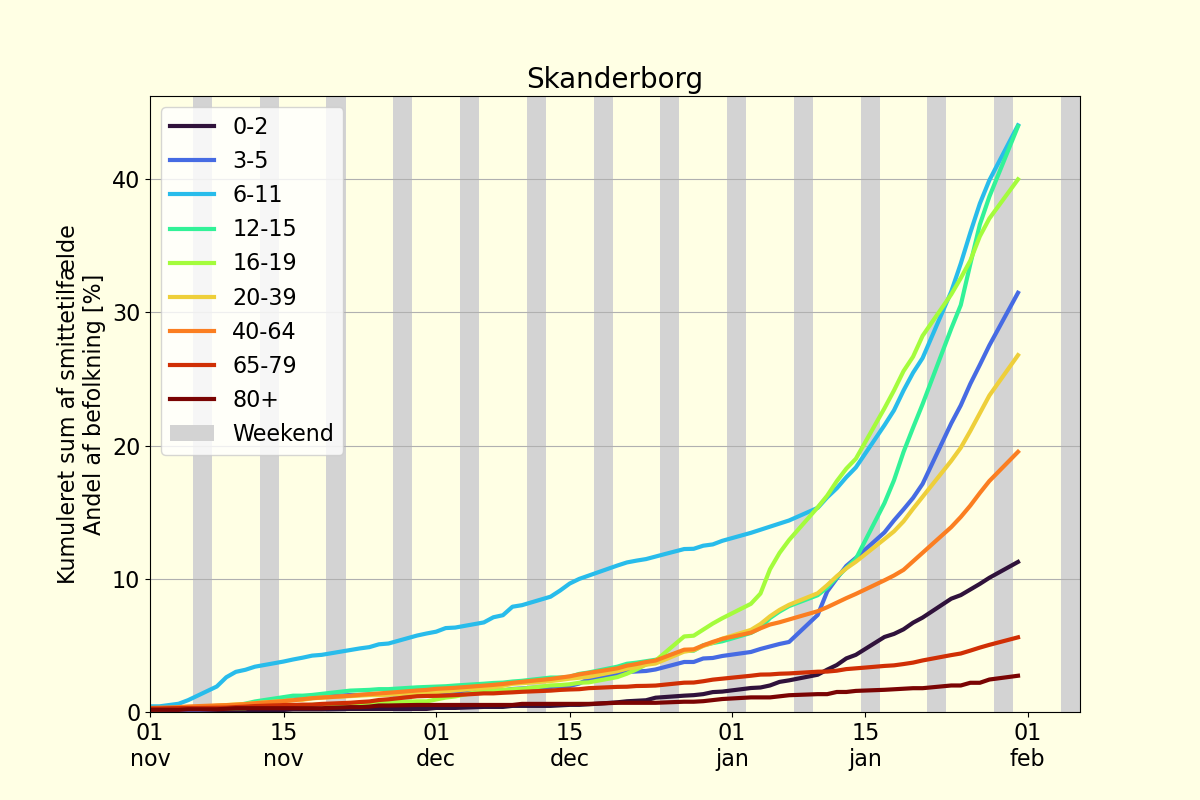 Skanderborg
Kumuleret sum af smittetilfælde
Andel af befolkning [%]
40
30
20
10
0
0-2
3-5
6-11
12-15
16-19
20-39
40-64
65-79
80+
Weekend
01 15 01 15 01 15 01
nov nov dec dec jan jan feb